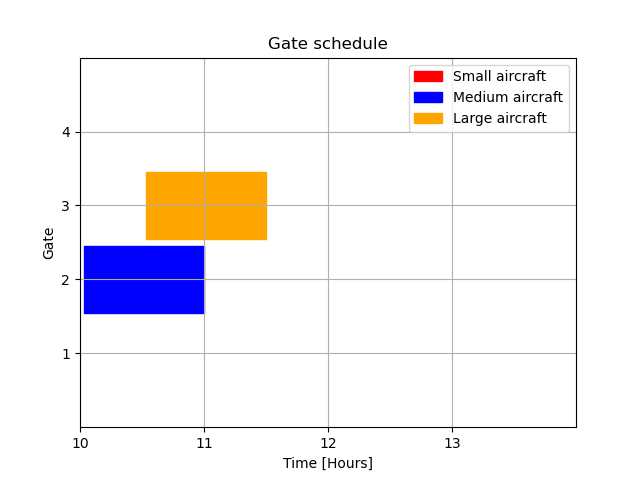 Gate schedule
Small aircraft
Medium aircraft
Large aircraft
4
3
2
1
Gate
10 11 12 13
Time [Hours]